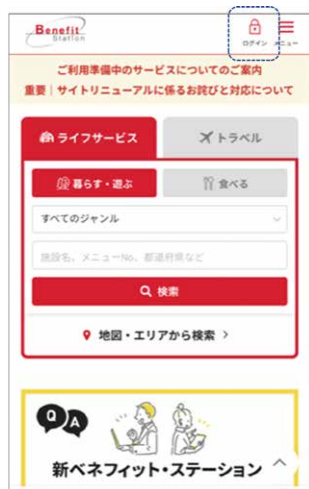 Benefit
Station
ログイン
メニュー
ご利用準備中のサービスについてのご案内
重要｜サイトリニューアルに係るお詫びと対応について
ライフサービス
トラベル
暮らす・遊ぶ
食べる
すべてのジャンル
施設名、メニューNo、都道府県など
検索
地図・エリアから検索 >
Q A
新ベネフィット・ステーション